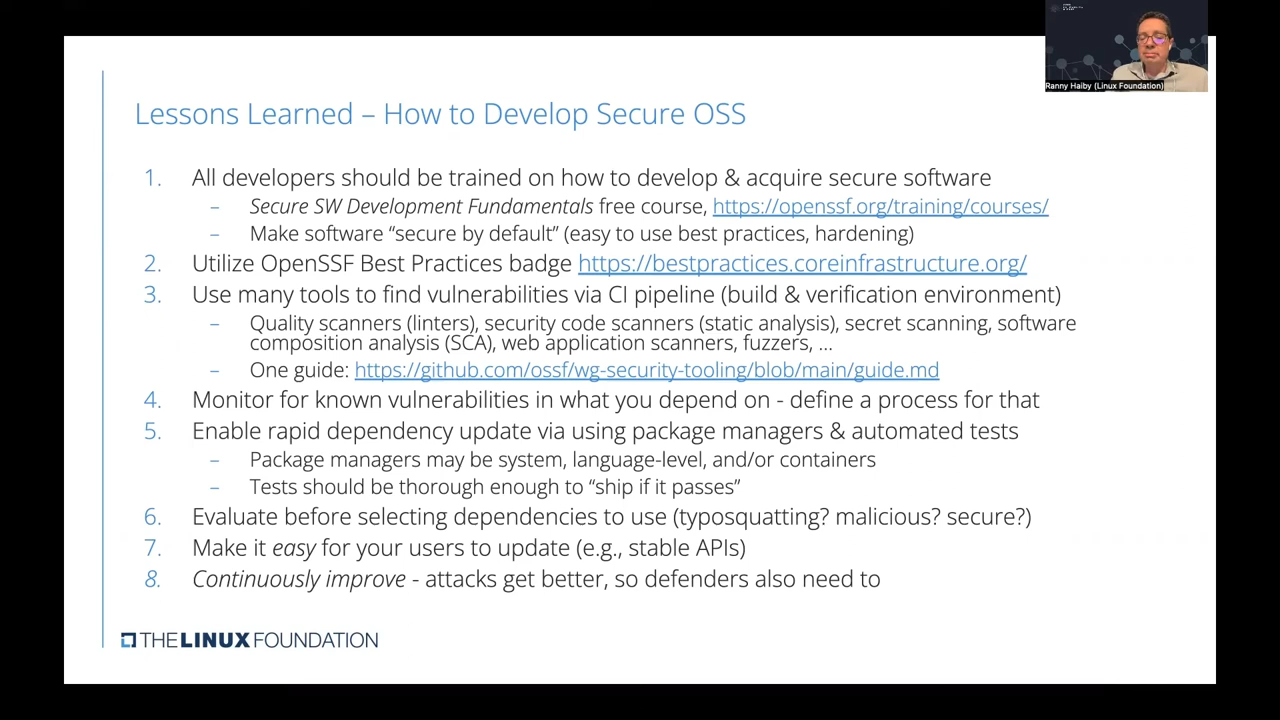 Ranny Haiby (Linux Foundation)
Lessons Learned – How to Develop Secure OSS
1. All developers should be trained on how to develop & acquire secure software
– Secure SW Development Fundamentals free course, https://openssf.org/training/courses/
– Make software “secure by default” (easy to use best practices, hardening)
2. Utilize OpenSSF Best Practices badge https://bestpractices.coreinfrastructure.org/
3. Use many tools to find vulnerabilities via CI pipeline (build & verification environment)
– Quality scanners (linters), security code scanners (static analysis), secret scanning, software
composition analysis (SCA), web application scanners, fuzzers, ...
– One guide: https://github.com/ossf/wg-security-tooling/blob/main/guide.md
4. Monitor for known vulnerabilities in what you depend on - define a process for that
5. Enable rapid dependency update via using package managers & automated tests
– Package managers may be system, language-level, and/or containers
– Tests should be thorough enough to “ship if it passes”
6. Evaluate before selecting dependencies to use (typosquatting? malicious? secure?)
7. Make it easy for your users to update (e.g., stable APIs)
8. Continuously improve - attacks get better, so defenders also need to
THE LINUX FOUNDATION